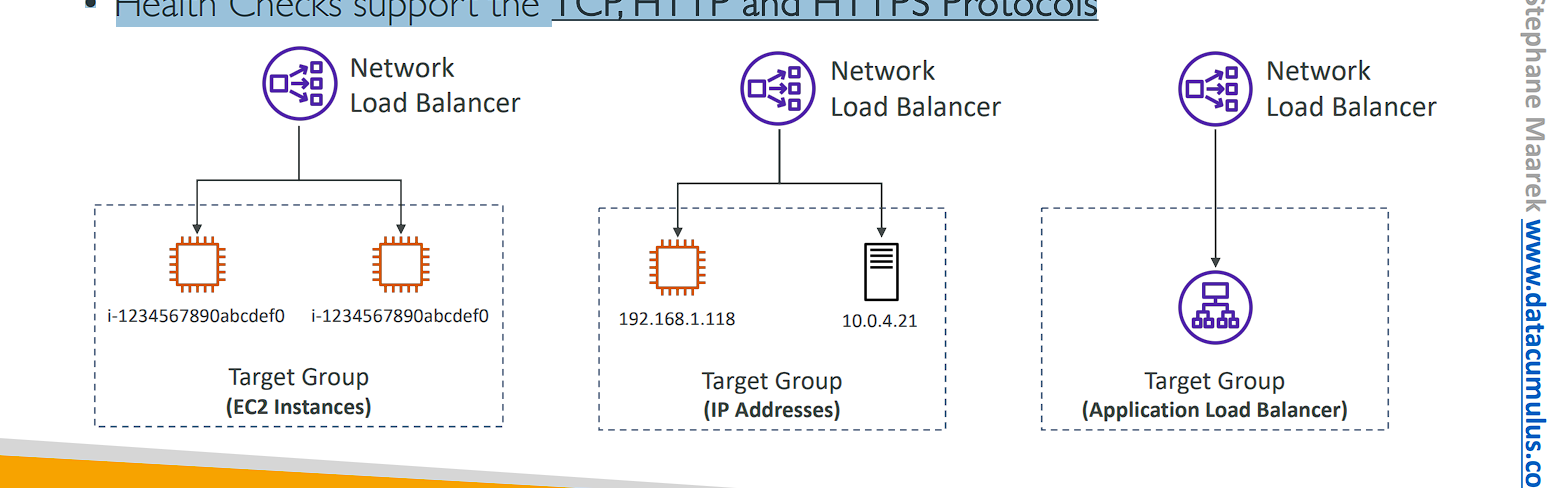 • Health Checks support the TCP, HTTP and HTTPS Protocols
Network
Load Balancer
i-1234567890abcdef0
i-1234567890abcdef0
Target Group
(EC2 Instances)
Network
Load Balancer
192.168.1.118
10.0.4.21
Target Group
(IP Addresses)
Network
Load Balancer
Target Group
(Application Load Balancer)
Stephane Maarek www.datacumulus.co